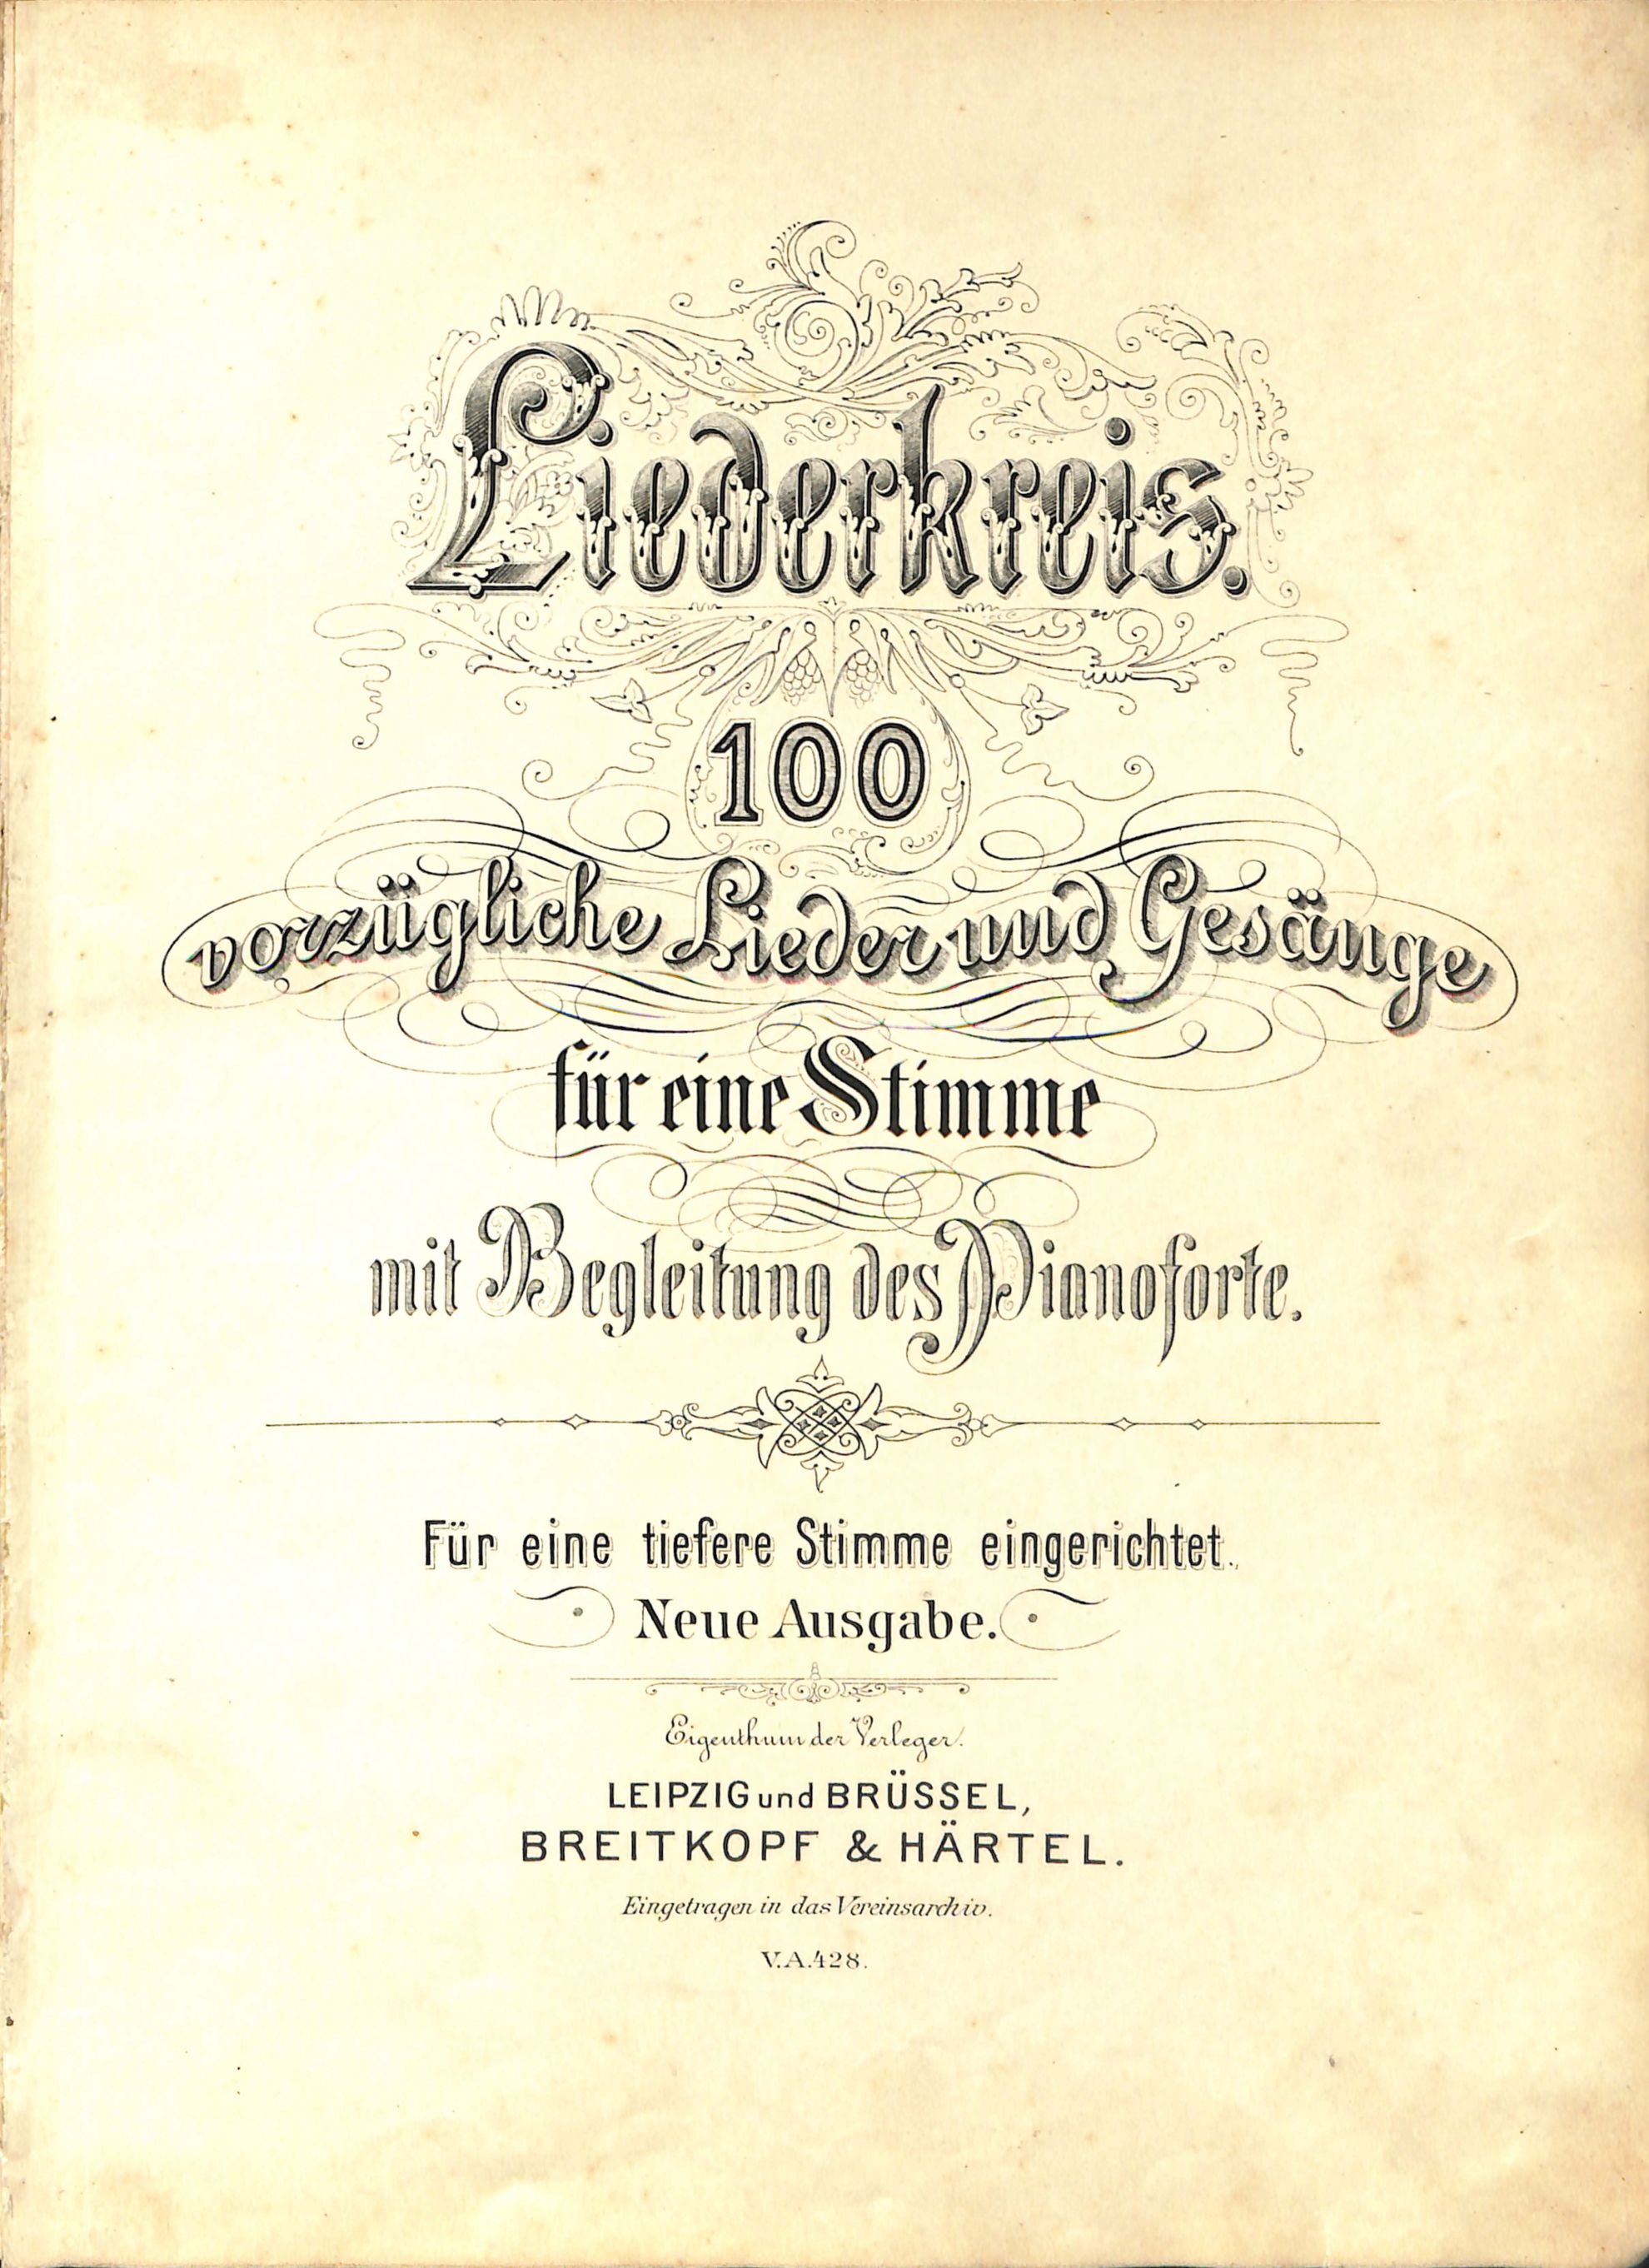 Liederkreis.
100
vorzügliche Lieder und Gesänge
für eine Stimme
mit Begleitung des Pianoforte.
Für eine tiefere Stimme eingerichtet.
Neue Ausgabe.
Eigenthum der Verleger.
LEIPZIG und BRÜSSEL,
BREITKOPF & HÄRTEL.
Eingetragen in das Vereinsarchiv.
V.A.428.